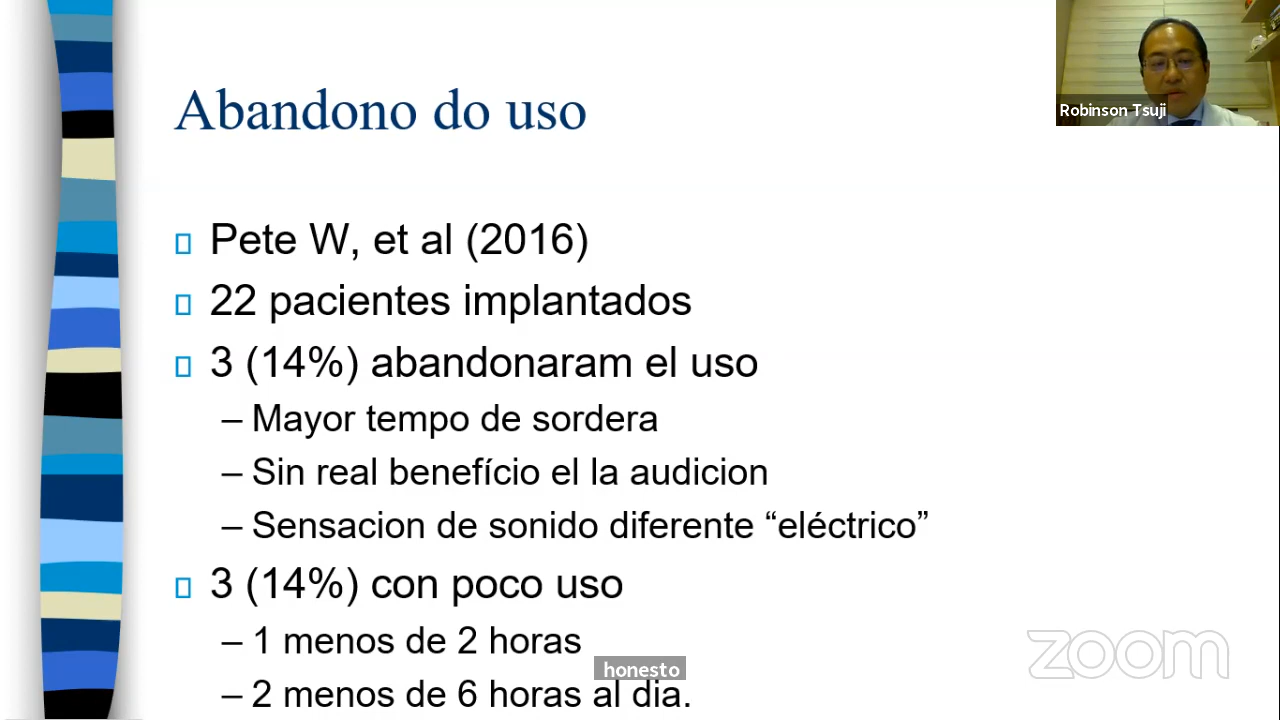 Abandono do uso
Robinson Tsuji
Pete W, et al (2016)
22 pacientes implantados
3 (14%) abandonaram el uso
– Mayor tempo de sordera
– Sin real benefício el la audicion
– Sensacion de sonido diferente “eléctrico”
3 (14%) con poco uso
– 1 menos de 2 horas
honesto
– 2 menos de 6 horas al dia.
zoom